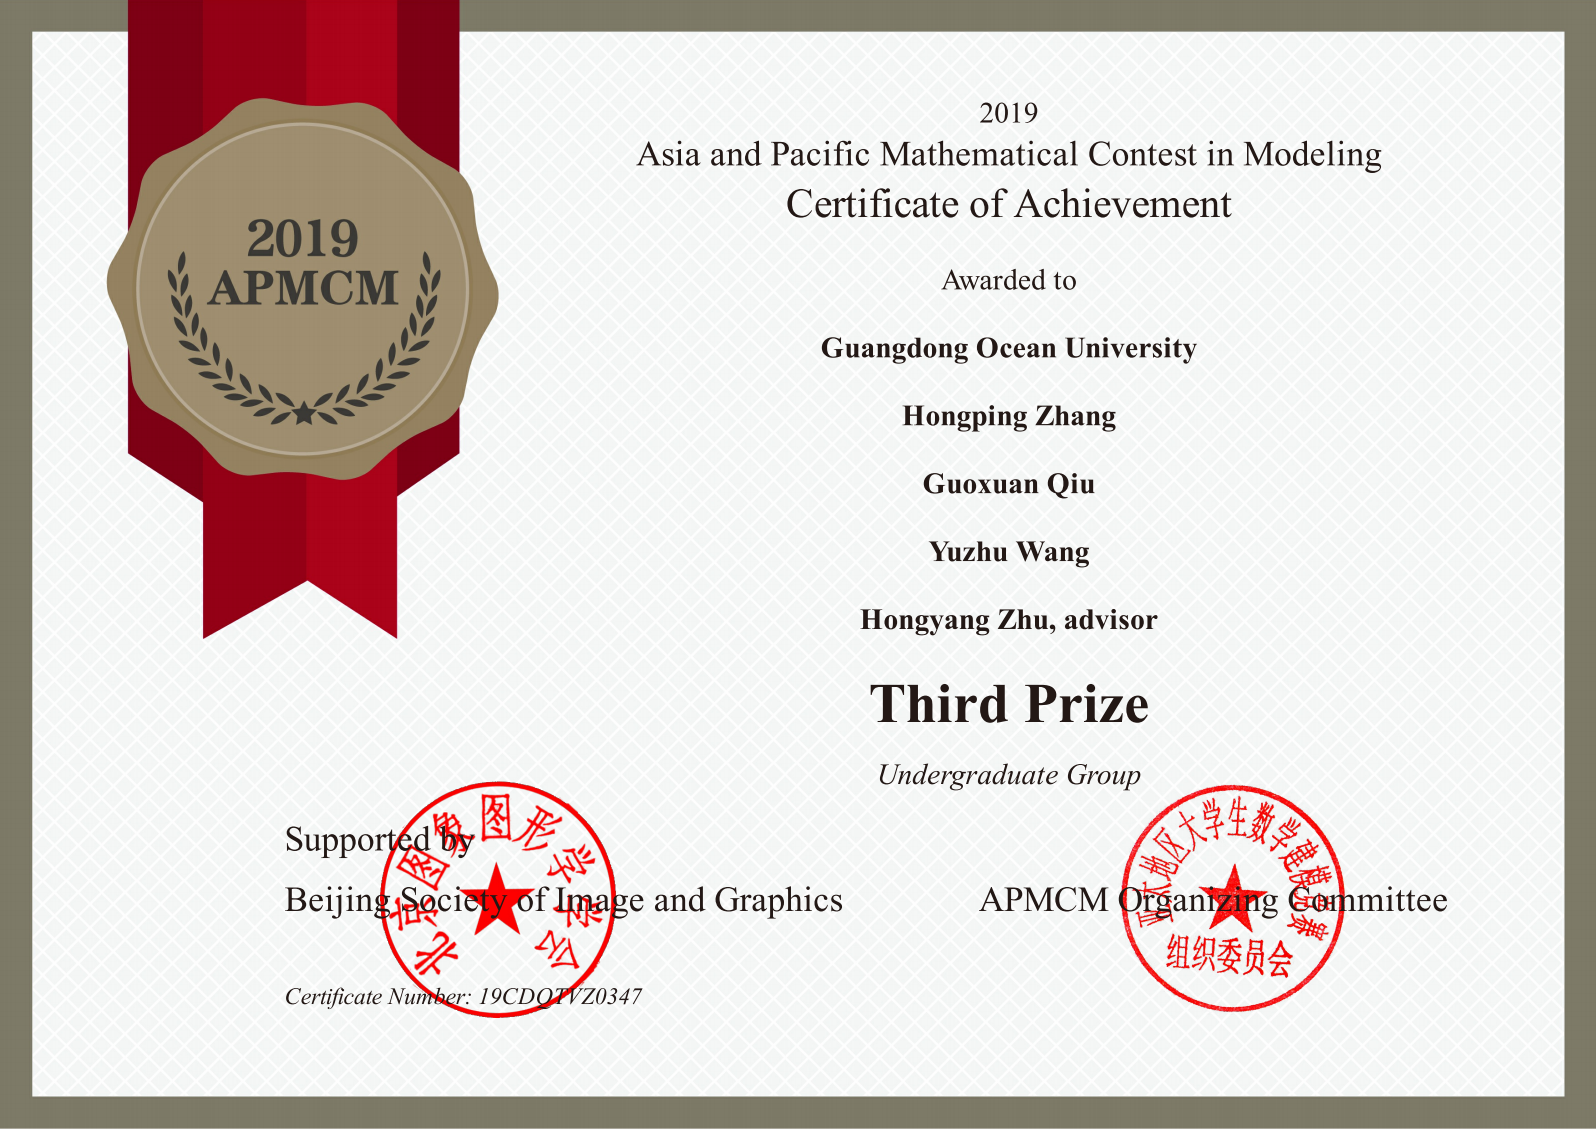 2019
APMCM
2019
Asia and Pacific Mathematical Contest in Modeling
Certificate of Achievement
Awarded to
Guangdong Ocean University
Hongping Zhang
Guoxuan Qiu
Yuzhu Wang
Hongyang Zhu, advisor
Third Prize
Undergraduate Group
Supported by
Beijing Society of Image and Graphics
北京图象图形学学会
Certificate Number: 19CDQTVZ0347
APMCM Organizing Committee
亚太地区大学生数学建模竞赛
组织委员会